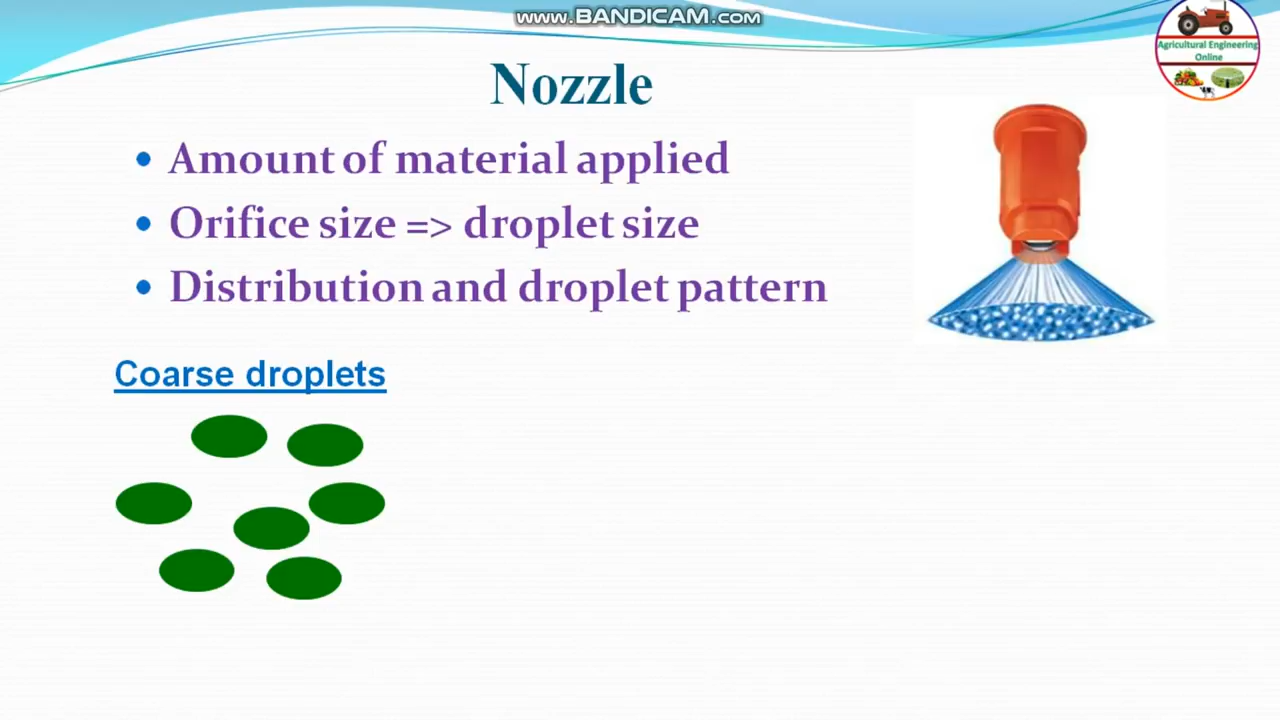 www.BANDICAM.com
Agricultural Engineering
Online
Nozzle
• Amount of material applied
• Orifice size => droplet size
• Distribution and droplet pattern
Coarse droplets